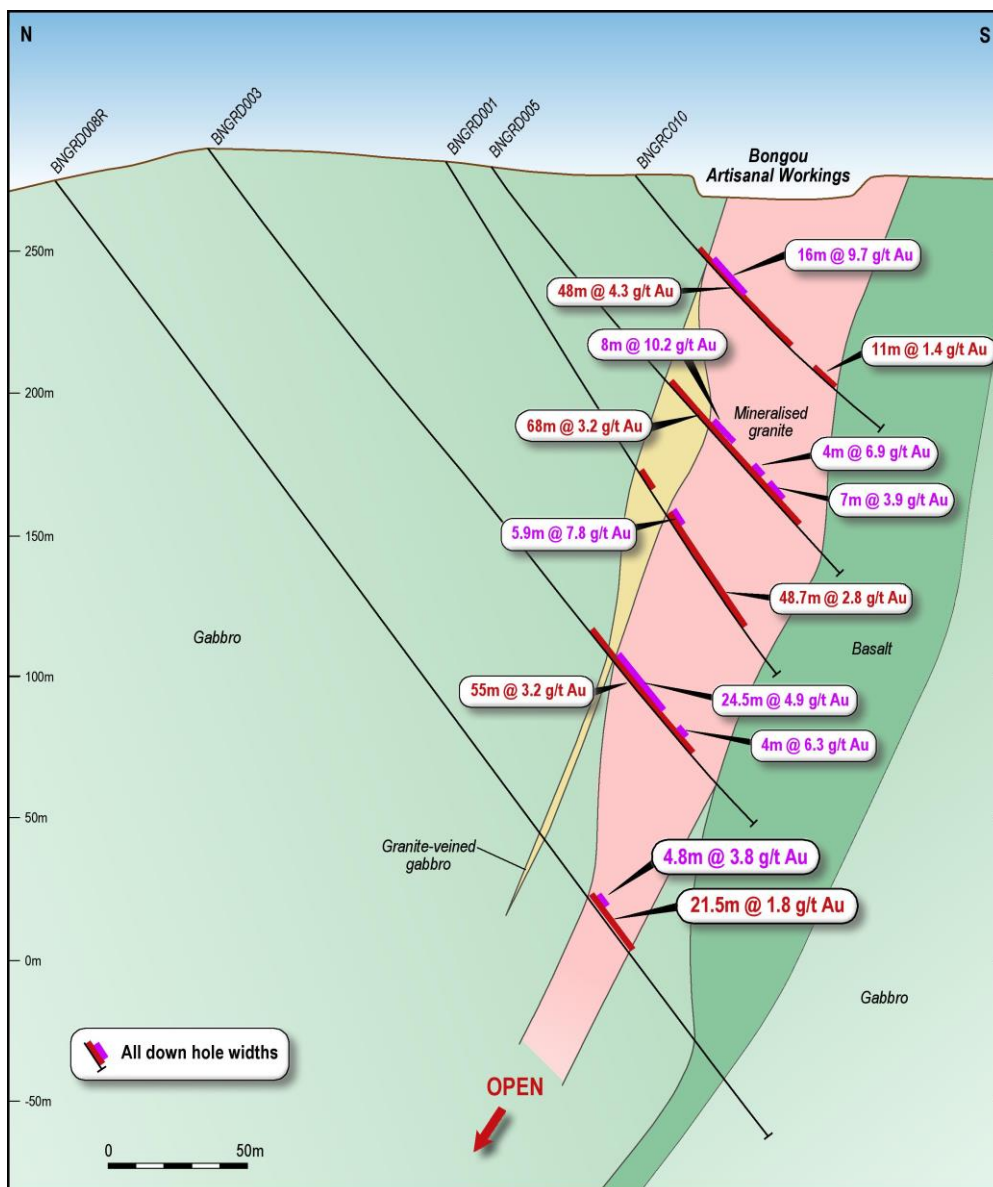 N
S
BNGRD008R
BNGRD003
BNGRD001
BNGRD005
BNGRC010
Bongou
Artisanal Workings
250m
16m @ 9.7 g/t Au
48m @ 4.3 g/t Au
8m @ 10.2 g/t Au
11m @ 1.4 g/t Au
200m
68m @ 3.2 g/t Au
Mineralised
granite
4m @ 6.9 g/t Au
7m @ 3.9 g/t Au
150m
5.9m @ 7.8 g/t Au
48.7m @ 2.8 g/t Au
Gabbro
Basalt
100m
55m @ 3.2 g/t Au
24.5m @ 4.9 g/t Au
4m @ 6.3 g/t Au
50m
Granite-veined
gabbro
4.8m @ 3.8 g/t Au
21.5m @ 1.8 g/t Au
0m
Gabbro
All down hole widths
OPEN
-50m
0
50m